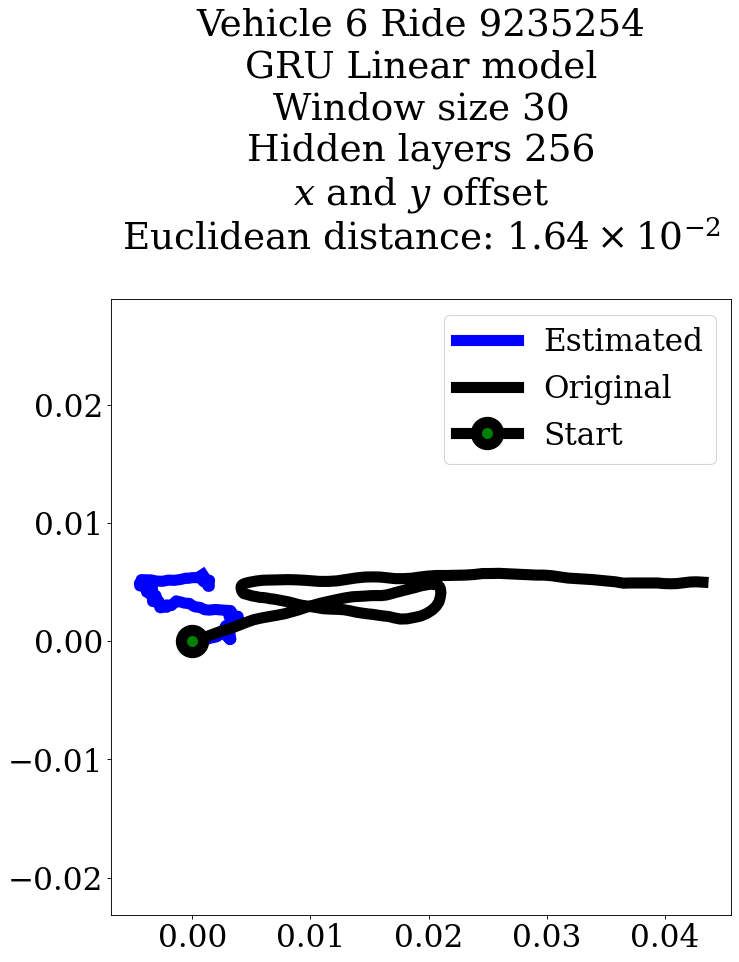 Vehicle 6 Ride 9235254
GRU Linear model
Window size 30
Hidden layers 256
x and y offset
Euclidean distance: 1.64 × 10⁻²
Estimated
Original
Start
0.02
0.01
0.00
−0.01
−0.02
0.00 0.01 0.02 0.03 0.04